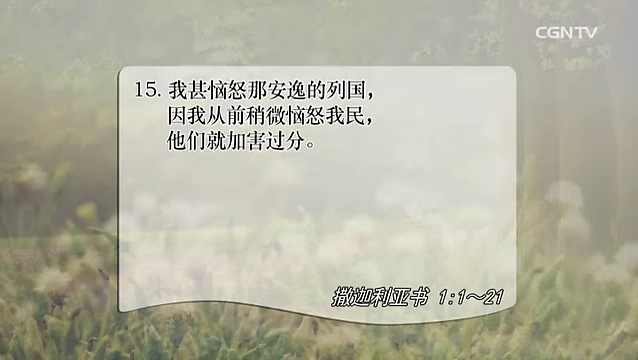 CGNTV
15. 我甚恼怒那安逸的列国，
因我从前稍微恼怒我民，
他们就加害过分。
撒迦利亚书 1:1～21